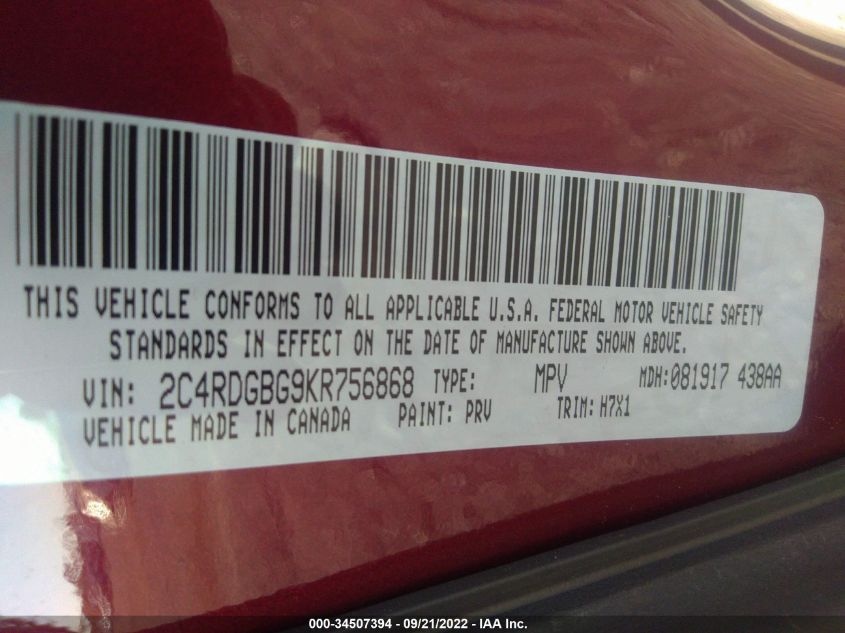 THIS VEHICLE CONFORMS TO ALL APPLICABLE U.S.A. FEDERAL MOTOR VEHICLE SAFETY
STANDARDS IN EFFECT ON THE DATE OF MANUFACTURE SHOWN ABOVE.
VIN: 2C4RDGBG9KR756868 TYPE: MPV MDH:081917 438AA
VEHICLE MADE IN CANADA PAINT: PRV TRIM: H7X1
000-34507394 - 09/21/2022 - IAA Inc.